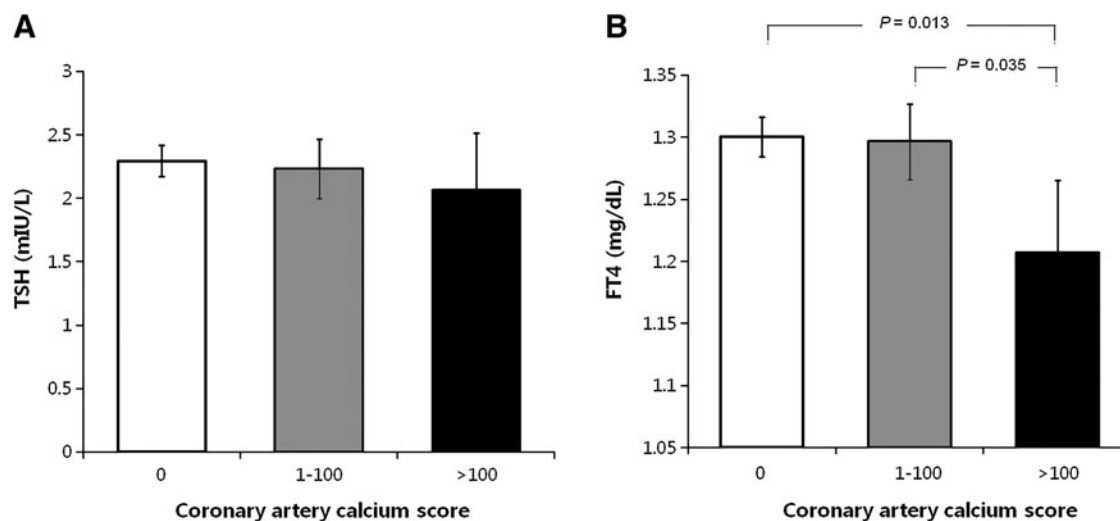 A
TSH (mIU/L)
3
2.5
2
1.5
1
0.5
0
0 1-100 >100
Coronary artery calcium score
B
P = 0.013
P = 0.035
FT4 (mg/dL)
1.35
1.3
1.25
1.2
1.15
1.1
1.05
0 1-100 >100
Coronary artery calcium score